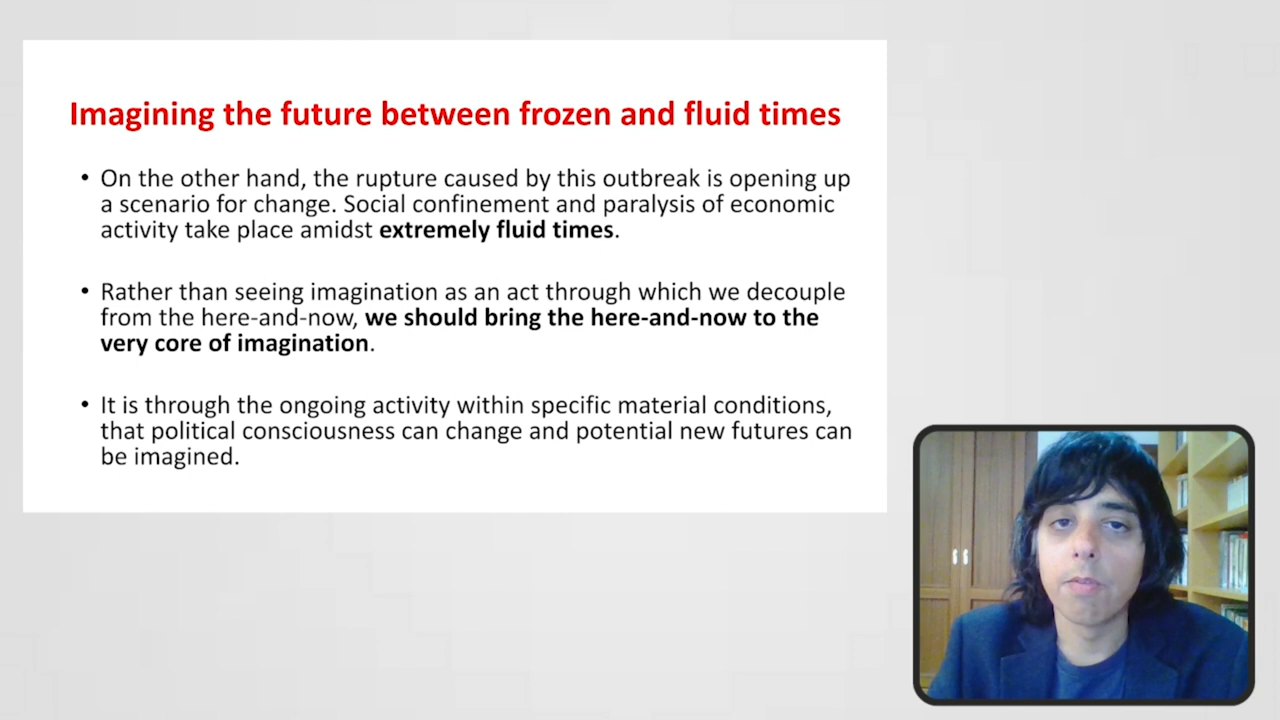 Imagining the future between frozen and fluid times
• On the other hand, the rupture caused by this outbreak is opening up
a scenario for change. Social confinement and paralysis of economic
activity take place amidst extremely fluid times.
• Rather than seeing imagination as an act through which we decouple
from the here-and-now, we should bring the here-and-now to the
very core of imagination.
• It is through the ongoing activity within specific material conditions,
that political consciousness can change and potential new futures can
be imagined.